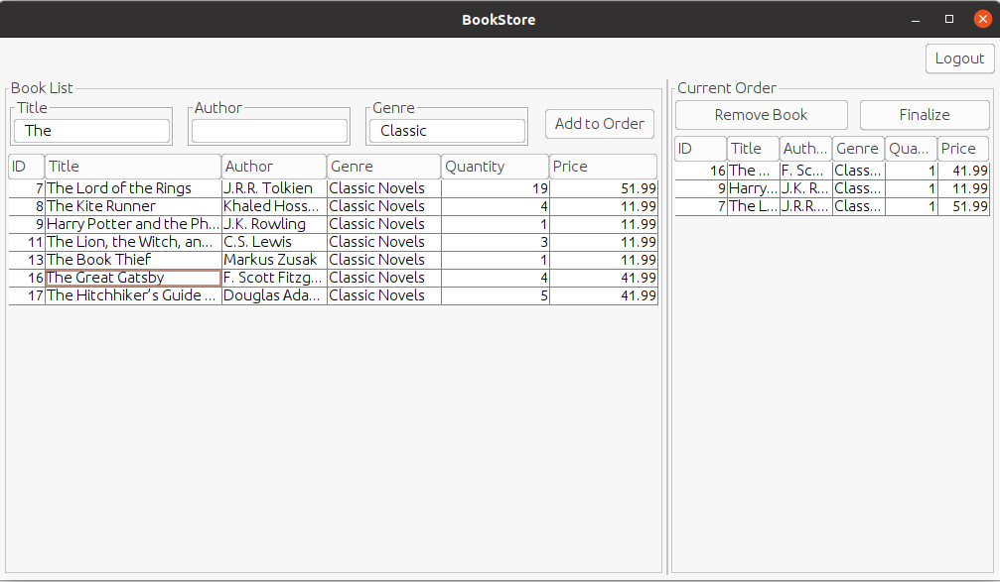 BookStore
Logout
Book List
Title Author Genre
The Classic Add to Order
ID Title Author Genre Quantity Price
7 The Lord of the Rings J.R.R. Tolkien Classic Novels 19 51.99
8 The Kite Runner Khaled Hoss... Classic Novels 4 11.99
9 Harry Potter and the Ph... J.K. Rowling Classic Novels 1 11.99
11 The Lion, the Witch, an... C.S. Lewis Classic Novels 3 11.99
13 The Book Thief Markus Zusak Classic Novels 1 11.99
16 The Great Gatsby F. Scott Fitzg... Classic Novels 4 41.99
17 The Hitchhiker’s Guide ... Douglas Ada... Classic Novels 5 41.99
Current Order
Remove Book Finalize
ID Title Auth... Genre Qua... Price
16 The ... F. Sc... Class... 1 41.99
9 Harry... J.K. R... Class... 1 11.99
7 The L... J.R.R.... Class... 1 51.99